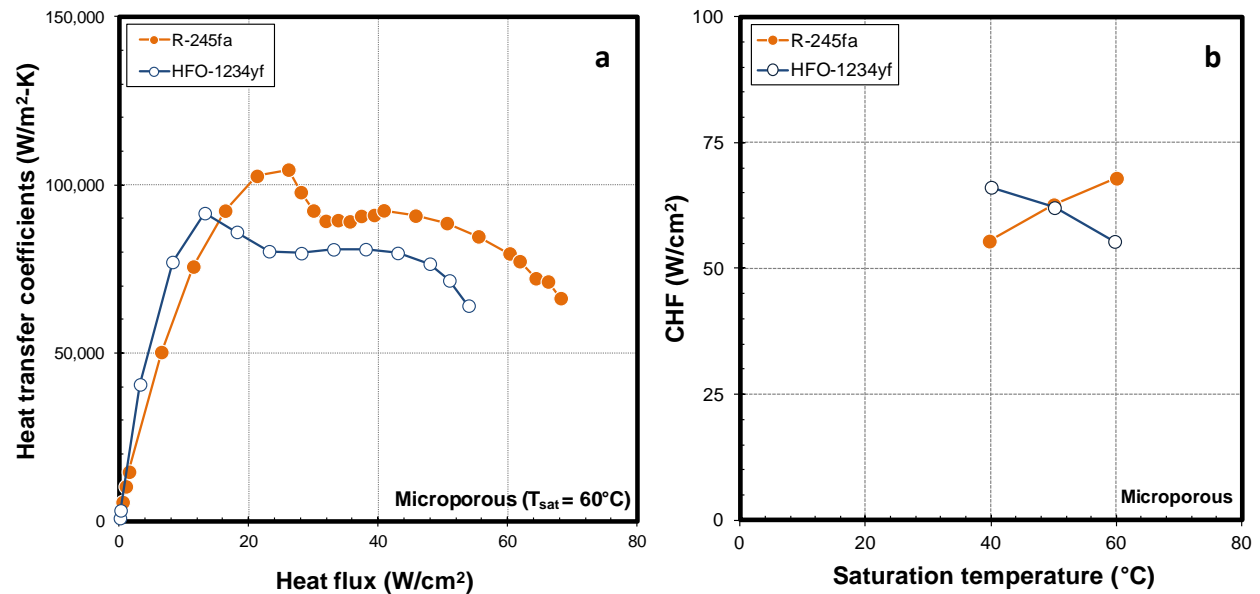 Heat transfer coefficients (W/m²-K)
150,000
100,000
50,000
0
R-245fa
HFO-1234yf
a
Microporous (Tsat = 60°C)
0 20 40 60 80
Heat flux (W/cm²)
CHF (W/cm²)
100
75
50
25
0
R-245fa
HFO-1234yf
b
Microporous
0 20 40 60 80
Saturation temperature (°C)